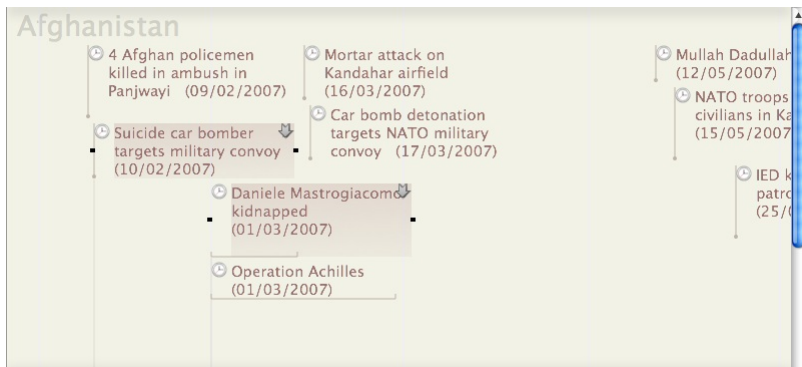 Afghanistan
4 Afghan policemen
killed in ambush in
Panjwayi (09/02/2007)
Mortar attack on
Kandahar airfield
(16/03/2007)
Mullah Dadullah
(12/05/2007)
NATO troops
civilians in
(15/05/2007
Car bomb detonation
targets NATO military
convoy (17/03/2007)
Suicide car bomber
targets military convoy
(10/02/2007)
IED
(25/
Daniele Mastrogiacomo
kidnapped
(01/03/2007)
Operation Achilles
(01/03/2007)